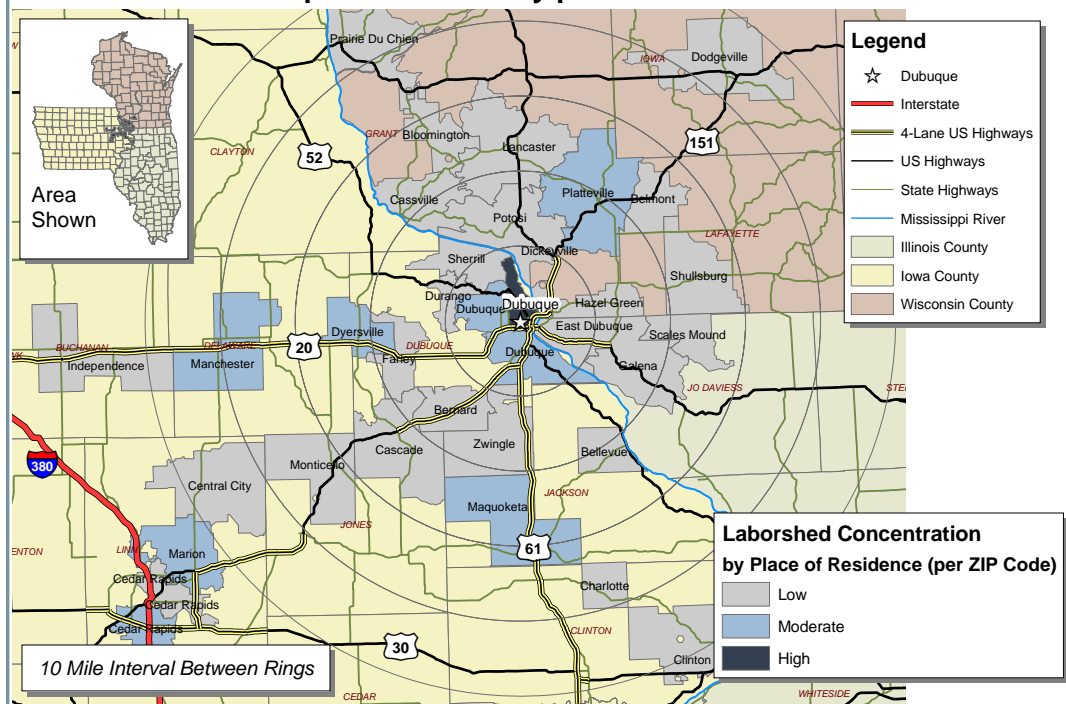 Area
Shown
Prairie Du Chien
Dodgeville
IOWA
GRANT
Bloomington
CLAYTON
52
Lancaster
151
Platteville
Belmont
Cassville
Potosi
LAFAYETTE
Dickeyville
Sherrill
Shullsburg
Durango
Dubuque
Dubuque
Hazel Green
East Dubuque
Scales Mound
Dyersville
BUCHANAN
DELAWARE
20
DUBUQUE
Independence
Manchester
Farley
Dubuque
Galena
JO DAVIESS
Bernard
380
Monticello
Cascade
Zwingle
Bellevue
Central City
JACKSON
Maquoketa
JONES
61
ENTON
LINN
Marion
Cedar Rapids
Charlotte
Cedar Rapids
Cedar Rapids
CLINTON
30
Clinton
CEDAR
WHITESIDE
10 Mile Interval Between Rings
Legend
Dubuque
Interstate
4-Lane US Highways
US Highways
State Highways
Mississippi River
Illinois County
Iowa County
Wisconsin County
Laborshed Concentration
by Place of Residence (per ZIP Code)
Low
Moderate
High